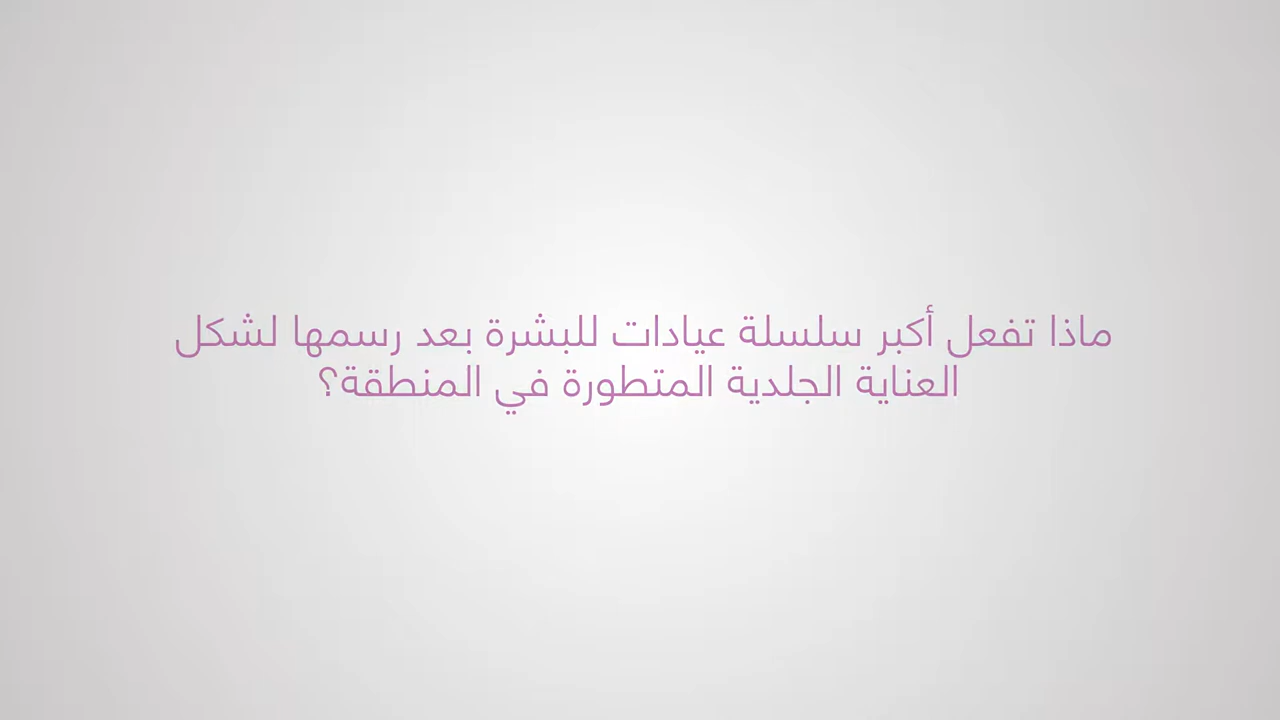 ماذا تفعل أكبر سلسلة عيادات للبشرة بعد رسمها لشكل
العناية الجلدية المتطورة في المنطقة؟